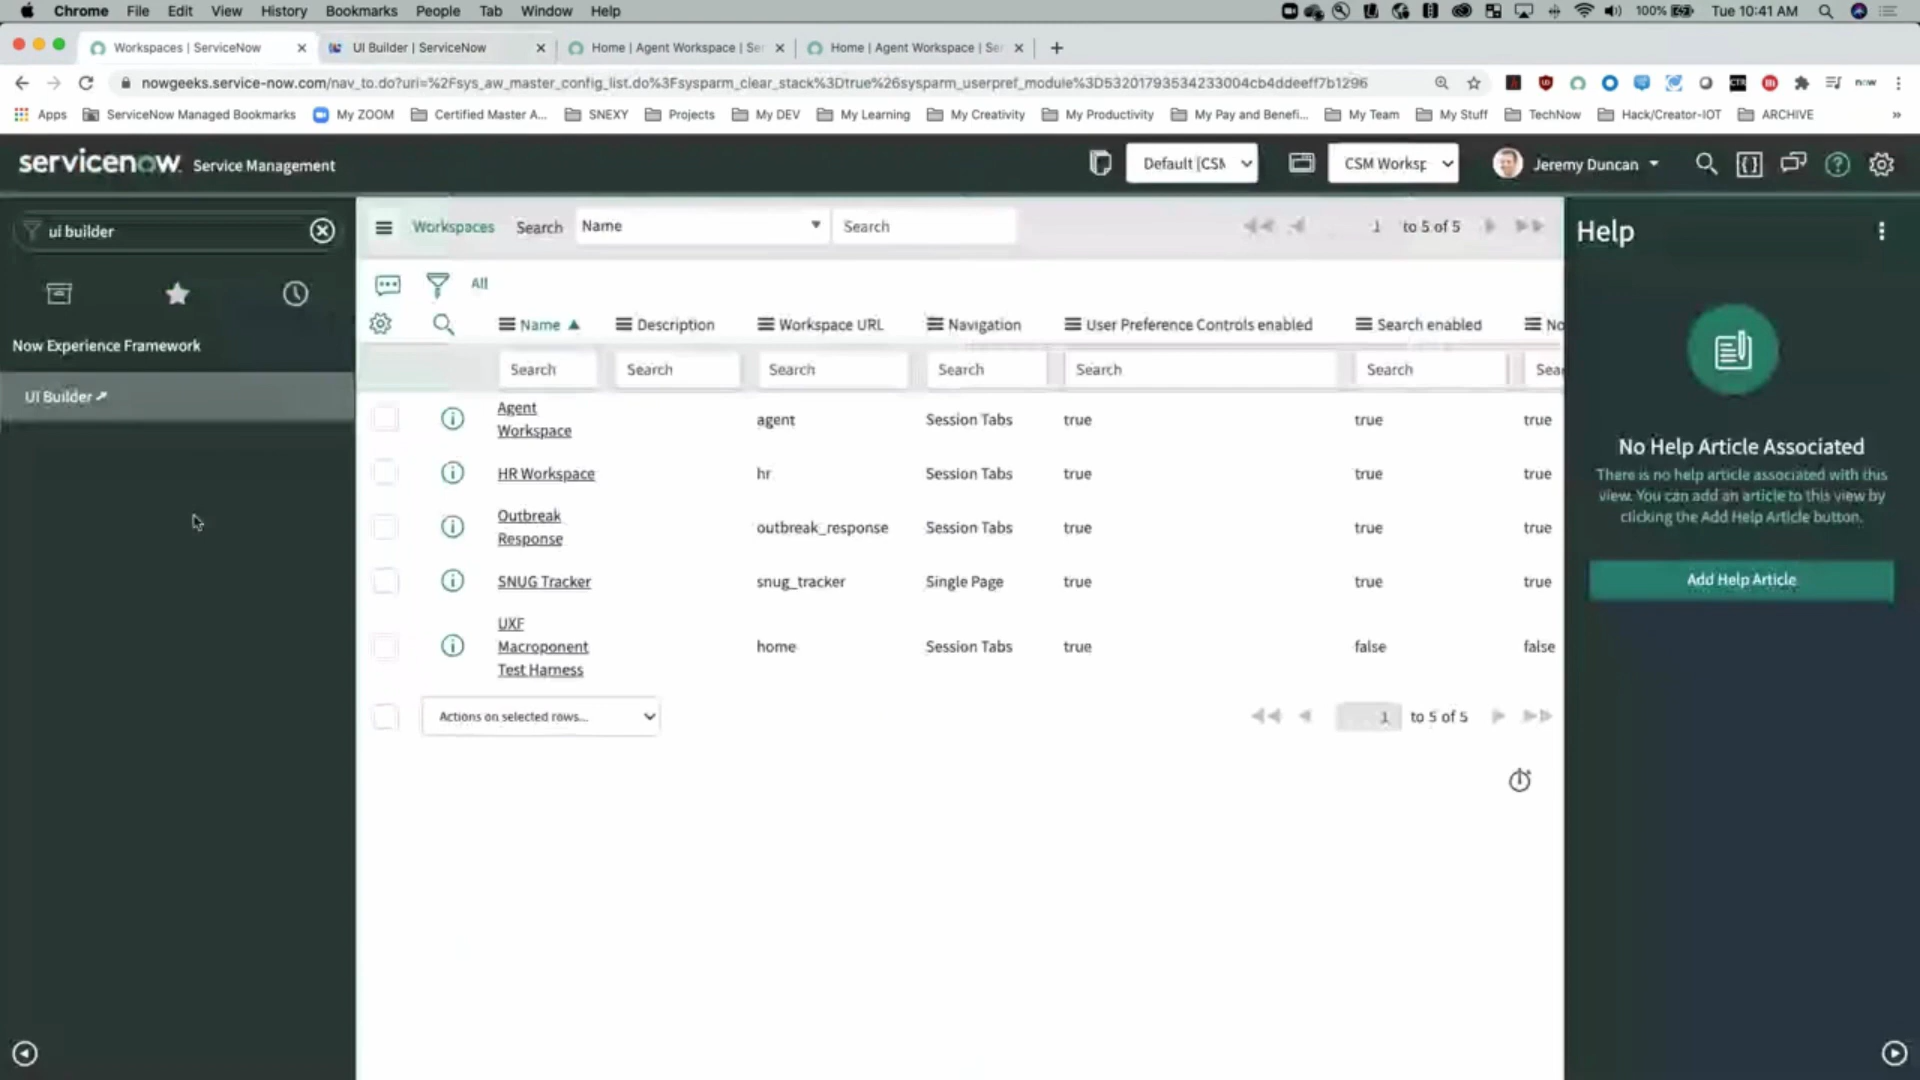 Chrome File Edit View History Bookmarks People Tab Window Help 100% Tue 10:41 AM
Workspaces | ServiceNow UI Builder | ServiceNow Home | Agent Workspace | Ser Home | Agent Workspace | Ser
nowgeeks.service-now.com/nav_to.do?uri=%2Fsys_aw_master_config_list.do%3Fsysparm_clear_stack%3Dtrue%26sysparm_userpref_module%3D53201793534233004cb4ddeeff7b1296
Apps ServiceNow Managed Bookmarks My ZOOM Certified Master A... SNEXY Projects My DEV My Learning My Creativity My Productivity My Pay and Benefi... My Team My Stuff TechNow Hack/Creator-IOT ARCHIVE »
servicenow Service Management Default [CSM CSM Worksp Jeremy Duncan
ui builder
Now Experience Framework
UI Builder
Workspaces Search Name Search 1 to 5 of 5
All
Name Description Workspace URL Navigation User Preference Controls enabled Search enabled No
Search Search Search Search Search Search Sea
Agent Workspace agent Session Tabs true true true
HR Workspace hr Session Tabs true true true
Outbreak Response outbreak_response Session Tabs true true true
SNUG Tracker snug_tracker Single Page true true true
UXF Macroponent Test Harness home Session Tabs true false false
Actions on selected rows... 1 to 5 of 5
Help
No Help Article Associated
There is no help article associated with this
view. You can add an article to this view by
clicking the Add Help Article button.
Add Help Article